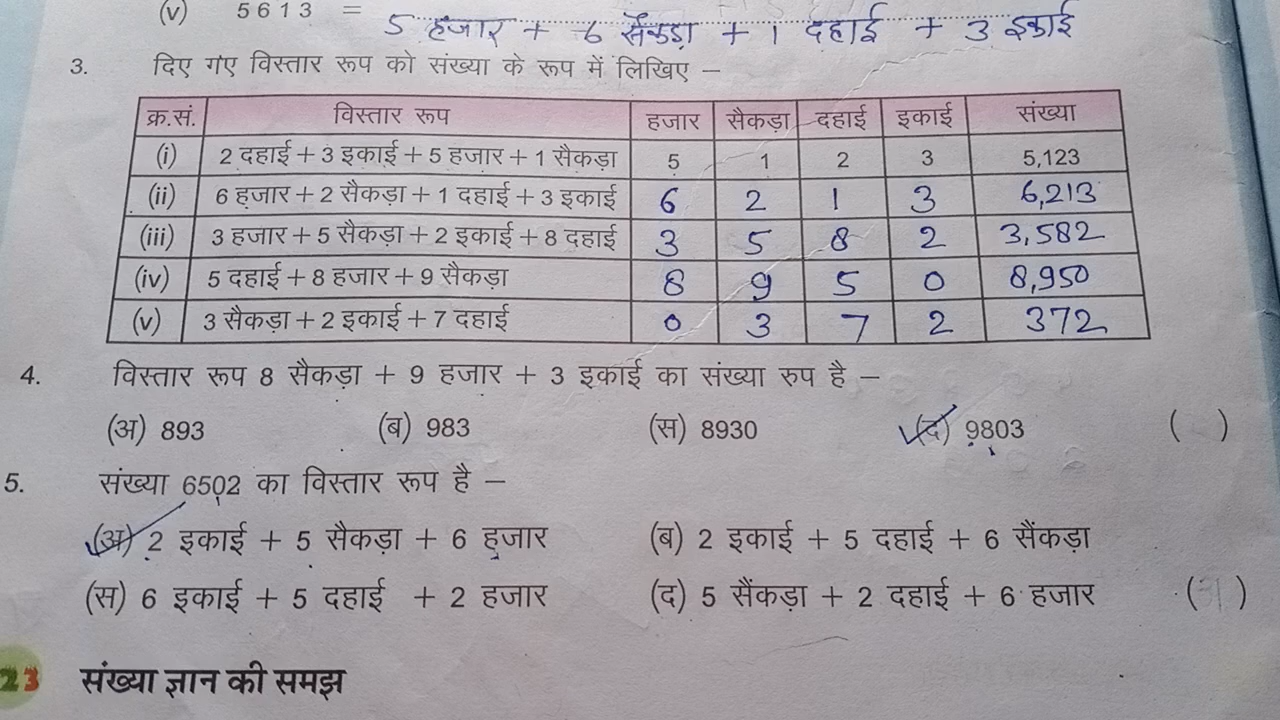 (v) 5613 = 5 हजार + 6 सैंकड़ा + 1 दहाई + 3 इकाई
3. दिए गए विस्तार रूप को संख्या के रूप में लिखिए –
क्र.सं. विस्तार रूप हजार सैकड़ा दहाई इकाई संख्या
(i) 2 दहाई + 3 इकाई + 5 हजार + 1 सैकड़ा 5 1 2 3 5,123
(ii) 6 हजार + 2 सैकड़ा + 1 दहाई + 3 इकाई 6 2 1 3 6,213
(iii) 3 हजार + 5 सैकड़ा + 2 इकाई + 8 दहाई 3 5 8 2 3,582
(iv) 5 दहाई + 8 हजार + 9 सैकड़ा 8 9 5 0 8,950
(v) 3 सैकड़ा + 2 इकाई + 7 दहाई 0 3 7 2 372
4. विस्तार रूप 8 सैकड़ा + 9 हजार + 3 इकाई का संख्या रुप है –
(अ) 893 (ब) 983 (स) 8930 (द) 9803 ( )
5. संख्या 6502 का विस्तार रूप है –
(अ) 2 इकाई + 5 सैकड़ा + 6 हजार (ब) 2 इकाई + 5 दहाई + 6 सैंकड़ा
(स) 6 इकाई + 5 दहाई + 2 हजार (द) 5 सैंकड़ा + 2 दहाई + 6 हजार ( )
23 संख्या ज्ञान की समझ